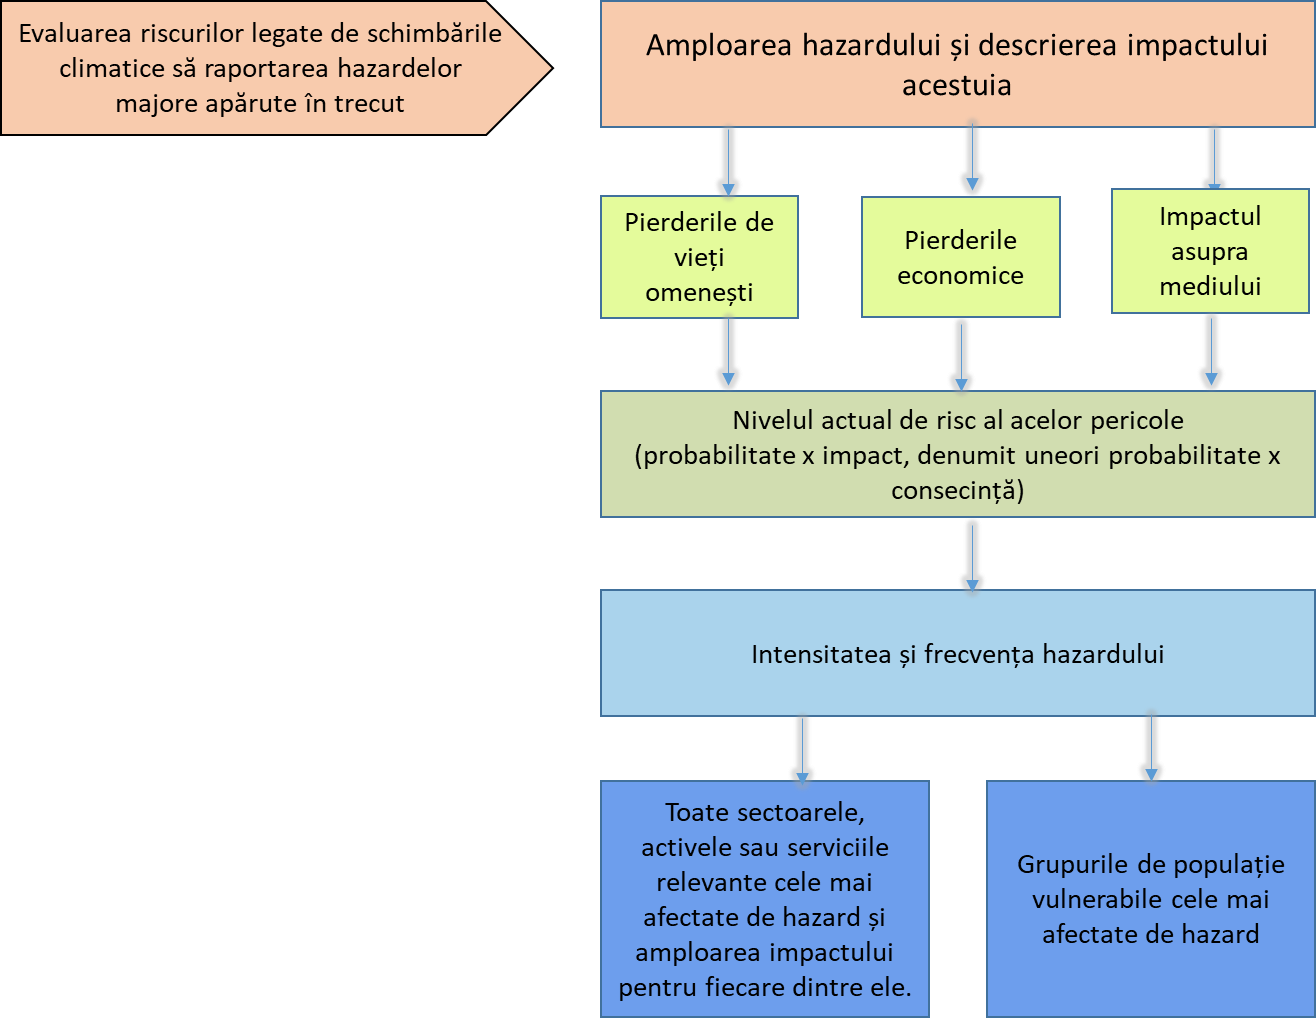 Evaluarea riscurilor legate de schimbările
climatice să raportarea hazardelor
majore apărute în trecut
Amploarea hazardului și descrierea impactului
acestuia
Pierderile de
vieți
omenești
Pierderile
economice
Impactul
asupra
mediului
Nivelul actual de risc al acelor pericole
(probabilitate x impact, denumit uneori probabilitate x
consecință)
Intensitatea și frecvența hazardului
Toate sectoarele,
activele sau serviciile
relevante cele mai
afectate de hazard și
amploarea impactului
pentru fiecare dintre ele.
Grupurile de populație
vulnerabile cele mai
afectate de hazard